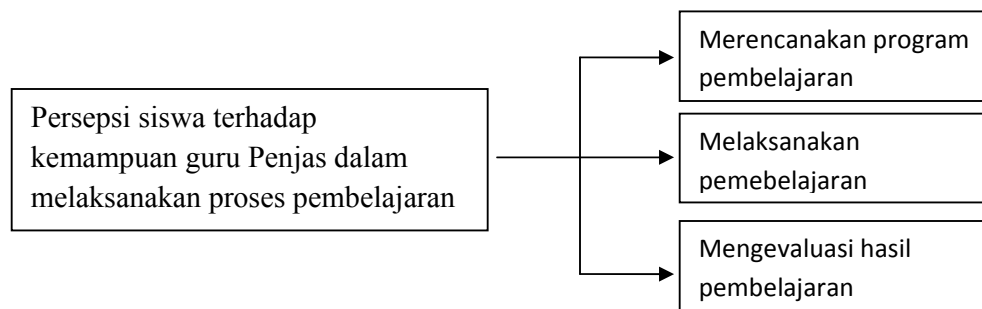 Persepsi siswa terhadap
kemampuan guru Penjas dalam
melaksanakan proses pembelajaran
Merencanakan program
pembelajaran
Melaksanakan
pemebelajaran
Mengevaluasi hasil
pembelajaran